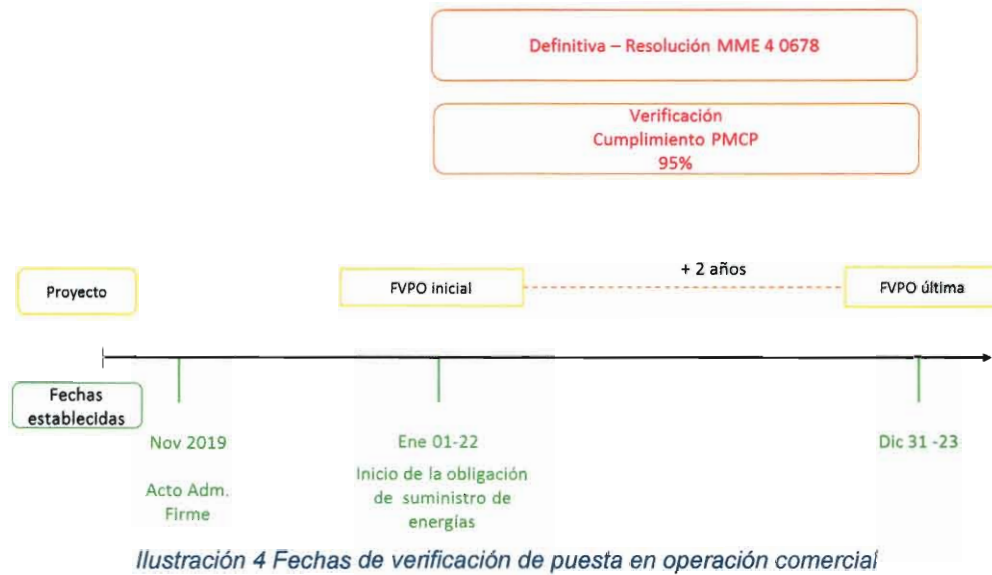 Definitiva – Resolución MME 4 0678
Verificación
Cumplimiento PMCP
95%
Proyecto
FVPO inicial
+ 2 años
FVPO última
Fechas
establecidas
Nov 2019
Acto Adm.
Firme
Ene 01-22
Inicio de la obligación
de suministro de
energías
Dic 31 -23
Ilustración 4 Fechas de verificación de puesta en operación comercial